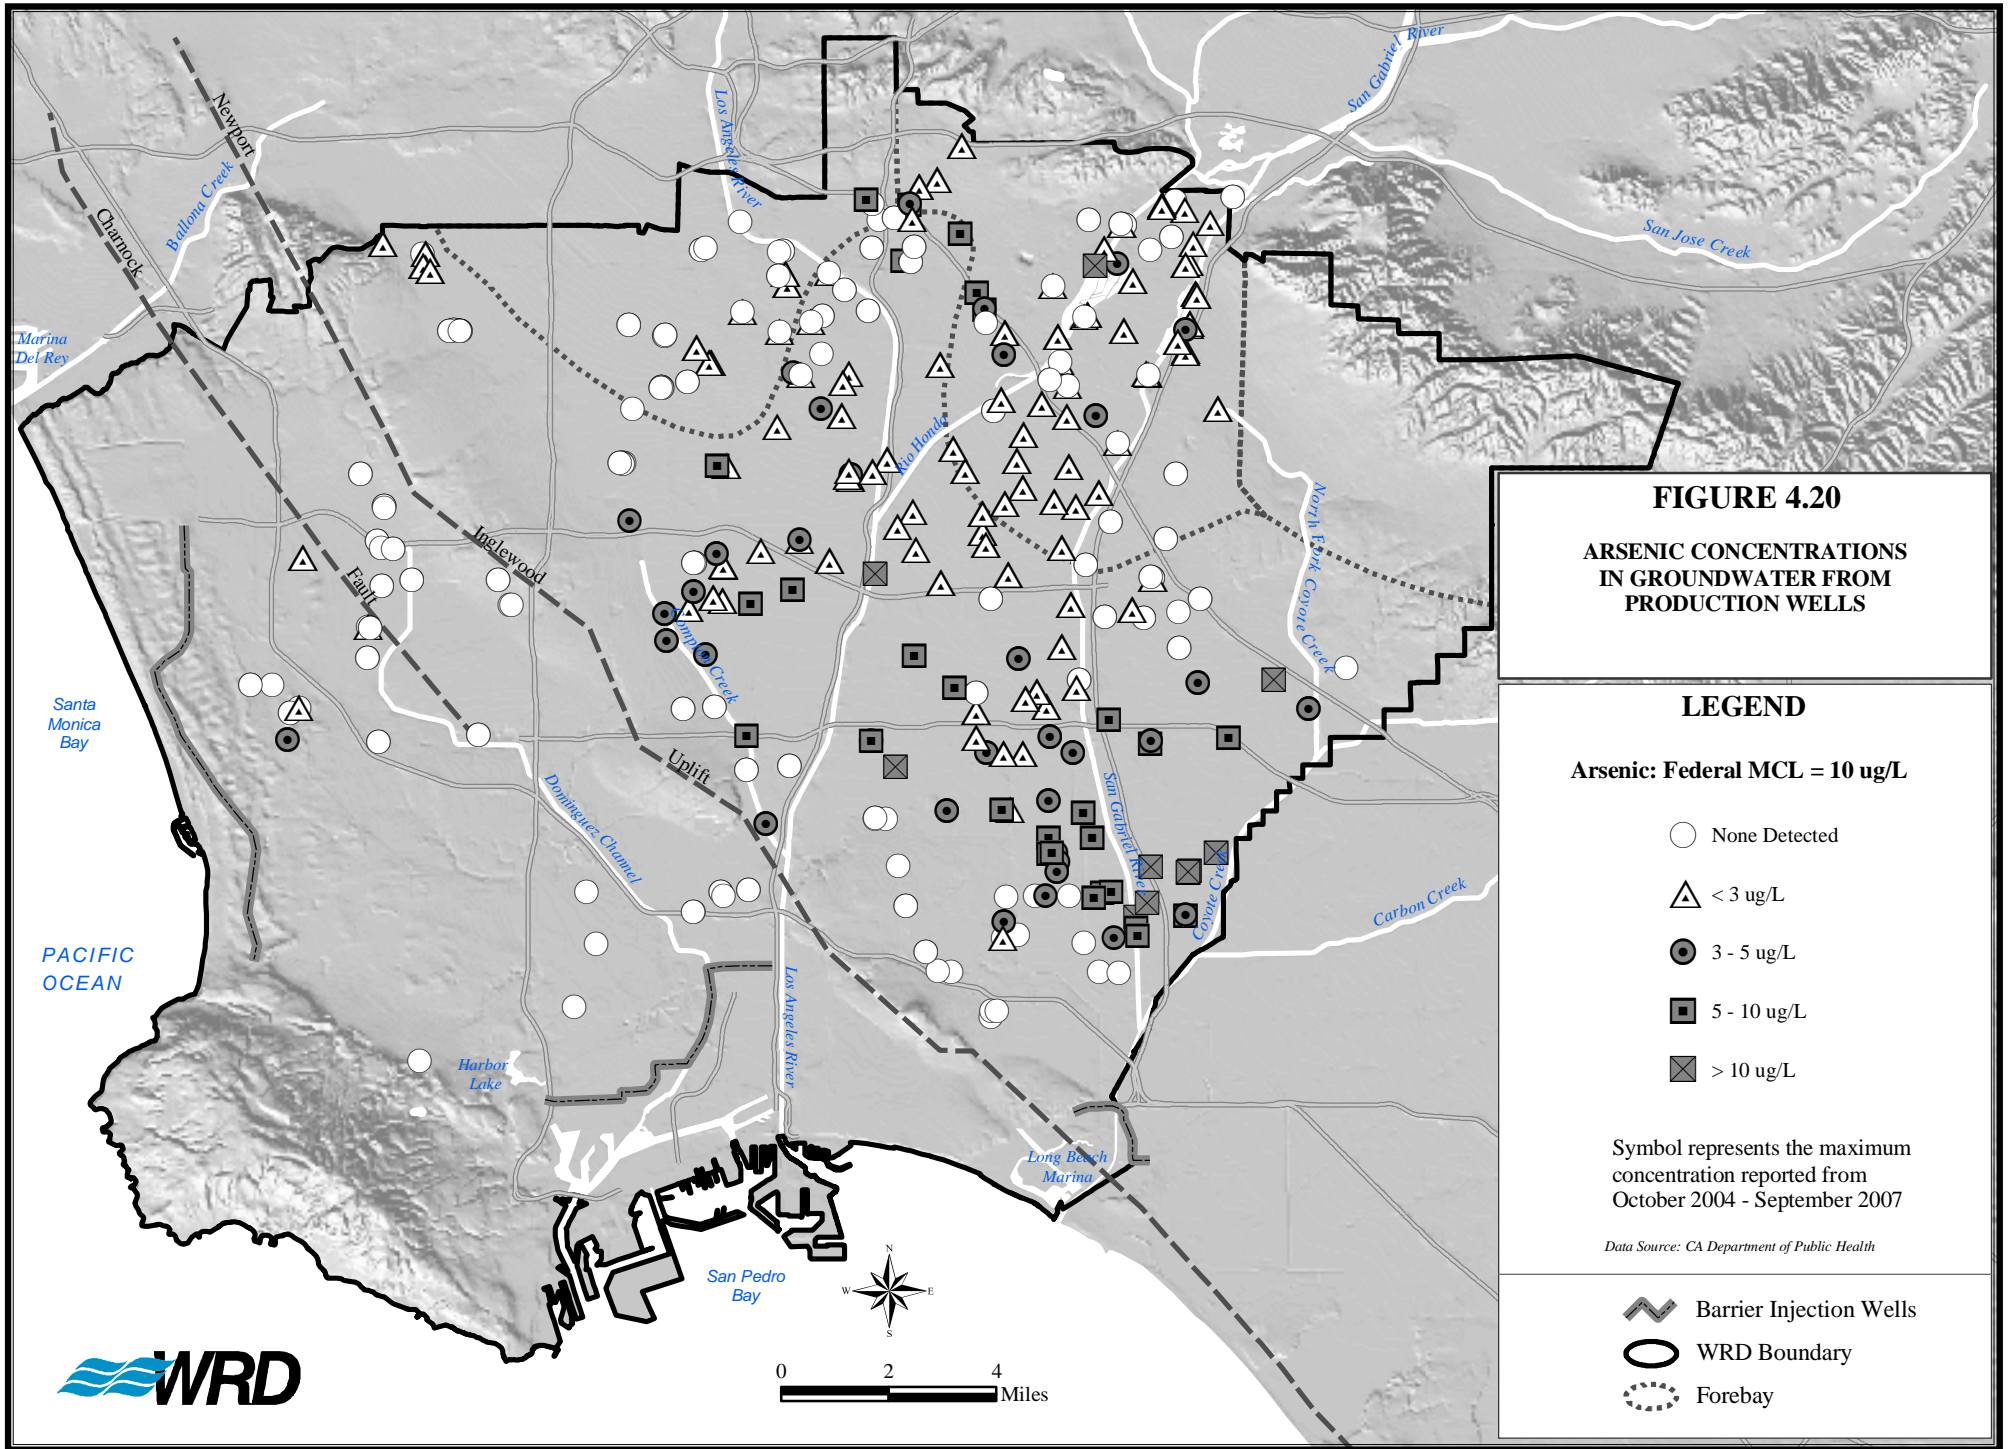 Newport
Inglewood
Uplift
Charnock
Fault
Ballona Creek
Los Angeles River
San Gabriel River
San Jose Creek
Marina
Del Rey
Rio Hondo
North Fork Coyote Creek
Compton Creek
Santa
Monica
Bay
Dominguez Channel
San Gabriel River
Coyote Creek
Carbon Creek
PACIFIC
OCEAN
Los Angeles River
Harbor
Lake
Long Beach
Marina
San Pedro
Bay
N
W
E
S
WRD
0 2 4
Miles
FIGURE 4.20
ARSENIC CONCENTRATIONS
IN GROUNDWATER FROM
PRODUCTION WELLS
LEGEND
Arsenic: Federal MCL = 10 ug/L
None Detected
< 3 ug/L
3 - 5 ug/L
5 - 10 ug/L
> 10 ug/L
Symbol represents the maximum
concentration reported from
October 2004 - September 2007
Data Source: CA Department of Public Health
Barrier Injection Wells
WRD Boundary
Forebay